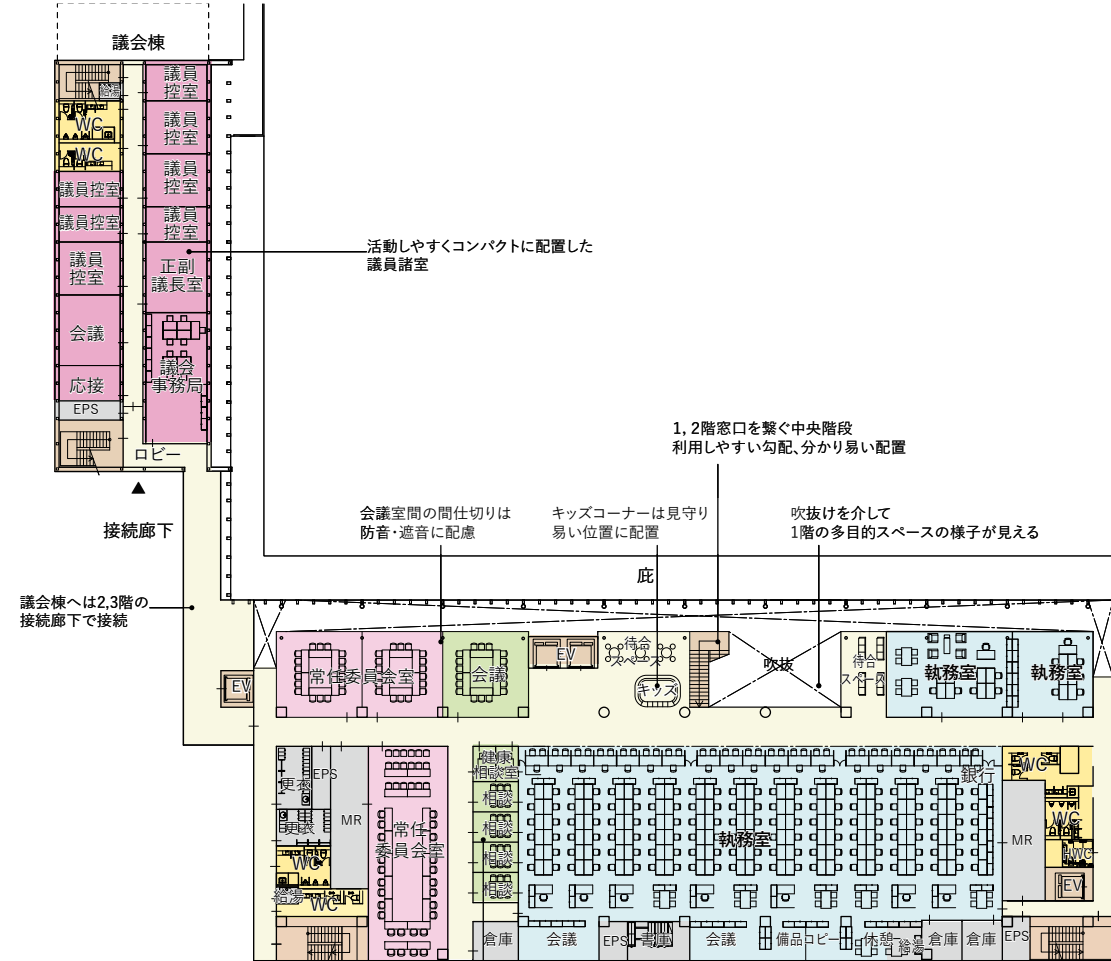 議会棟
給湯
WC
WC
議員控室
議員控室
議員
控室
会議
応接
EPS
議員
控室
議員
控室
議員
控室
議員
控室
正副
議長室
議会
事務局
ロビー
活動しやすくコンパクトに配置した
議員諸室
接続廊下
議会棟へは2,3階の
接続廊下で接続
1, 2階窓口を繋ぐ中央階段
利用しやすい勾配、分かり易い配置
会議室間の間仕切りは
防音・遮音に配慮
キッズコーナーは見守り
易い位置に配置
吹抜けを介して
1階の多目的スペースの様子が見える
庇
EV
常任委員会室
会議
EV
待合
スペース
キッズ
吹抜
待合
スペース
執務室
執務室
更衣
EPS
更衣
MR
WC
給湯
WC
常任
委員会室
健康
相談室
相談
相談
相談
相談
執務室
銀行
WC
MR
WC
HWC
EV
倉庫
会議
EPS
書庫
会議
備品
コピー
休憩
給湯
倉庫
倉庫
EPS